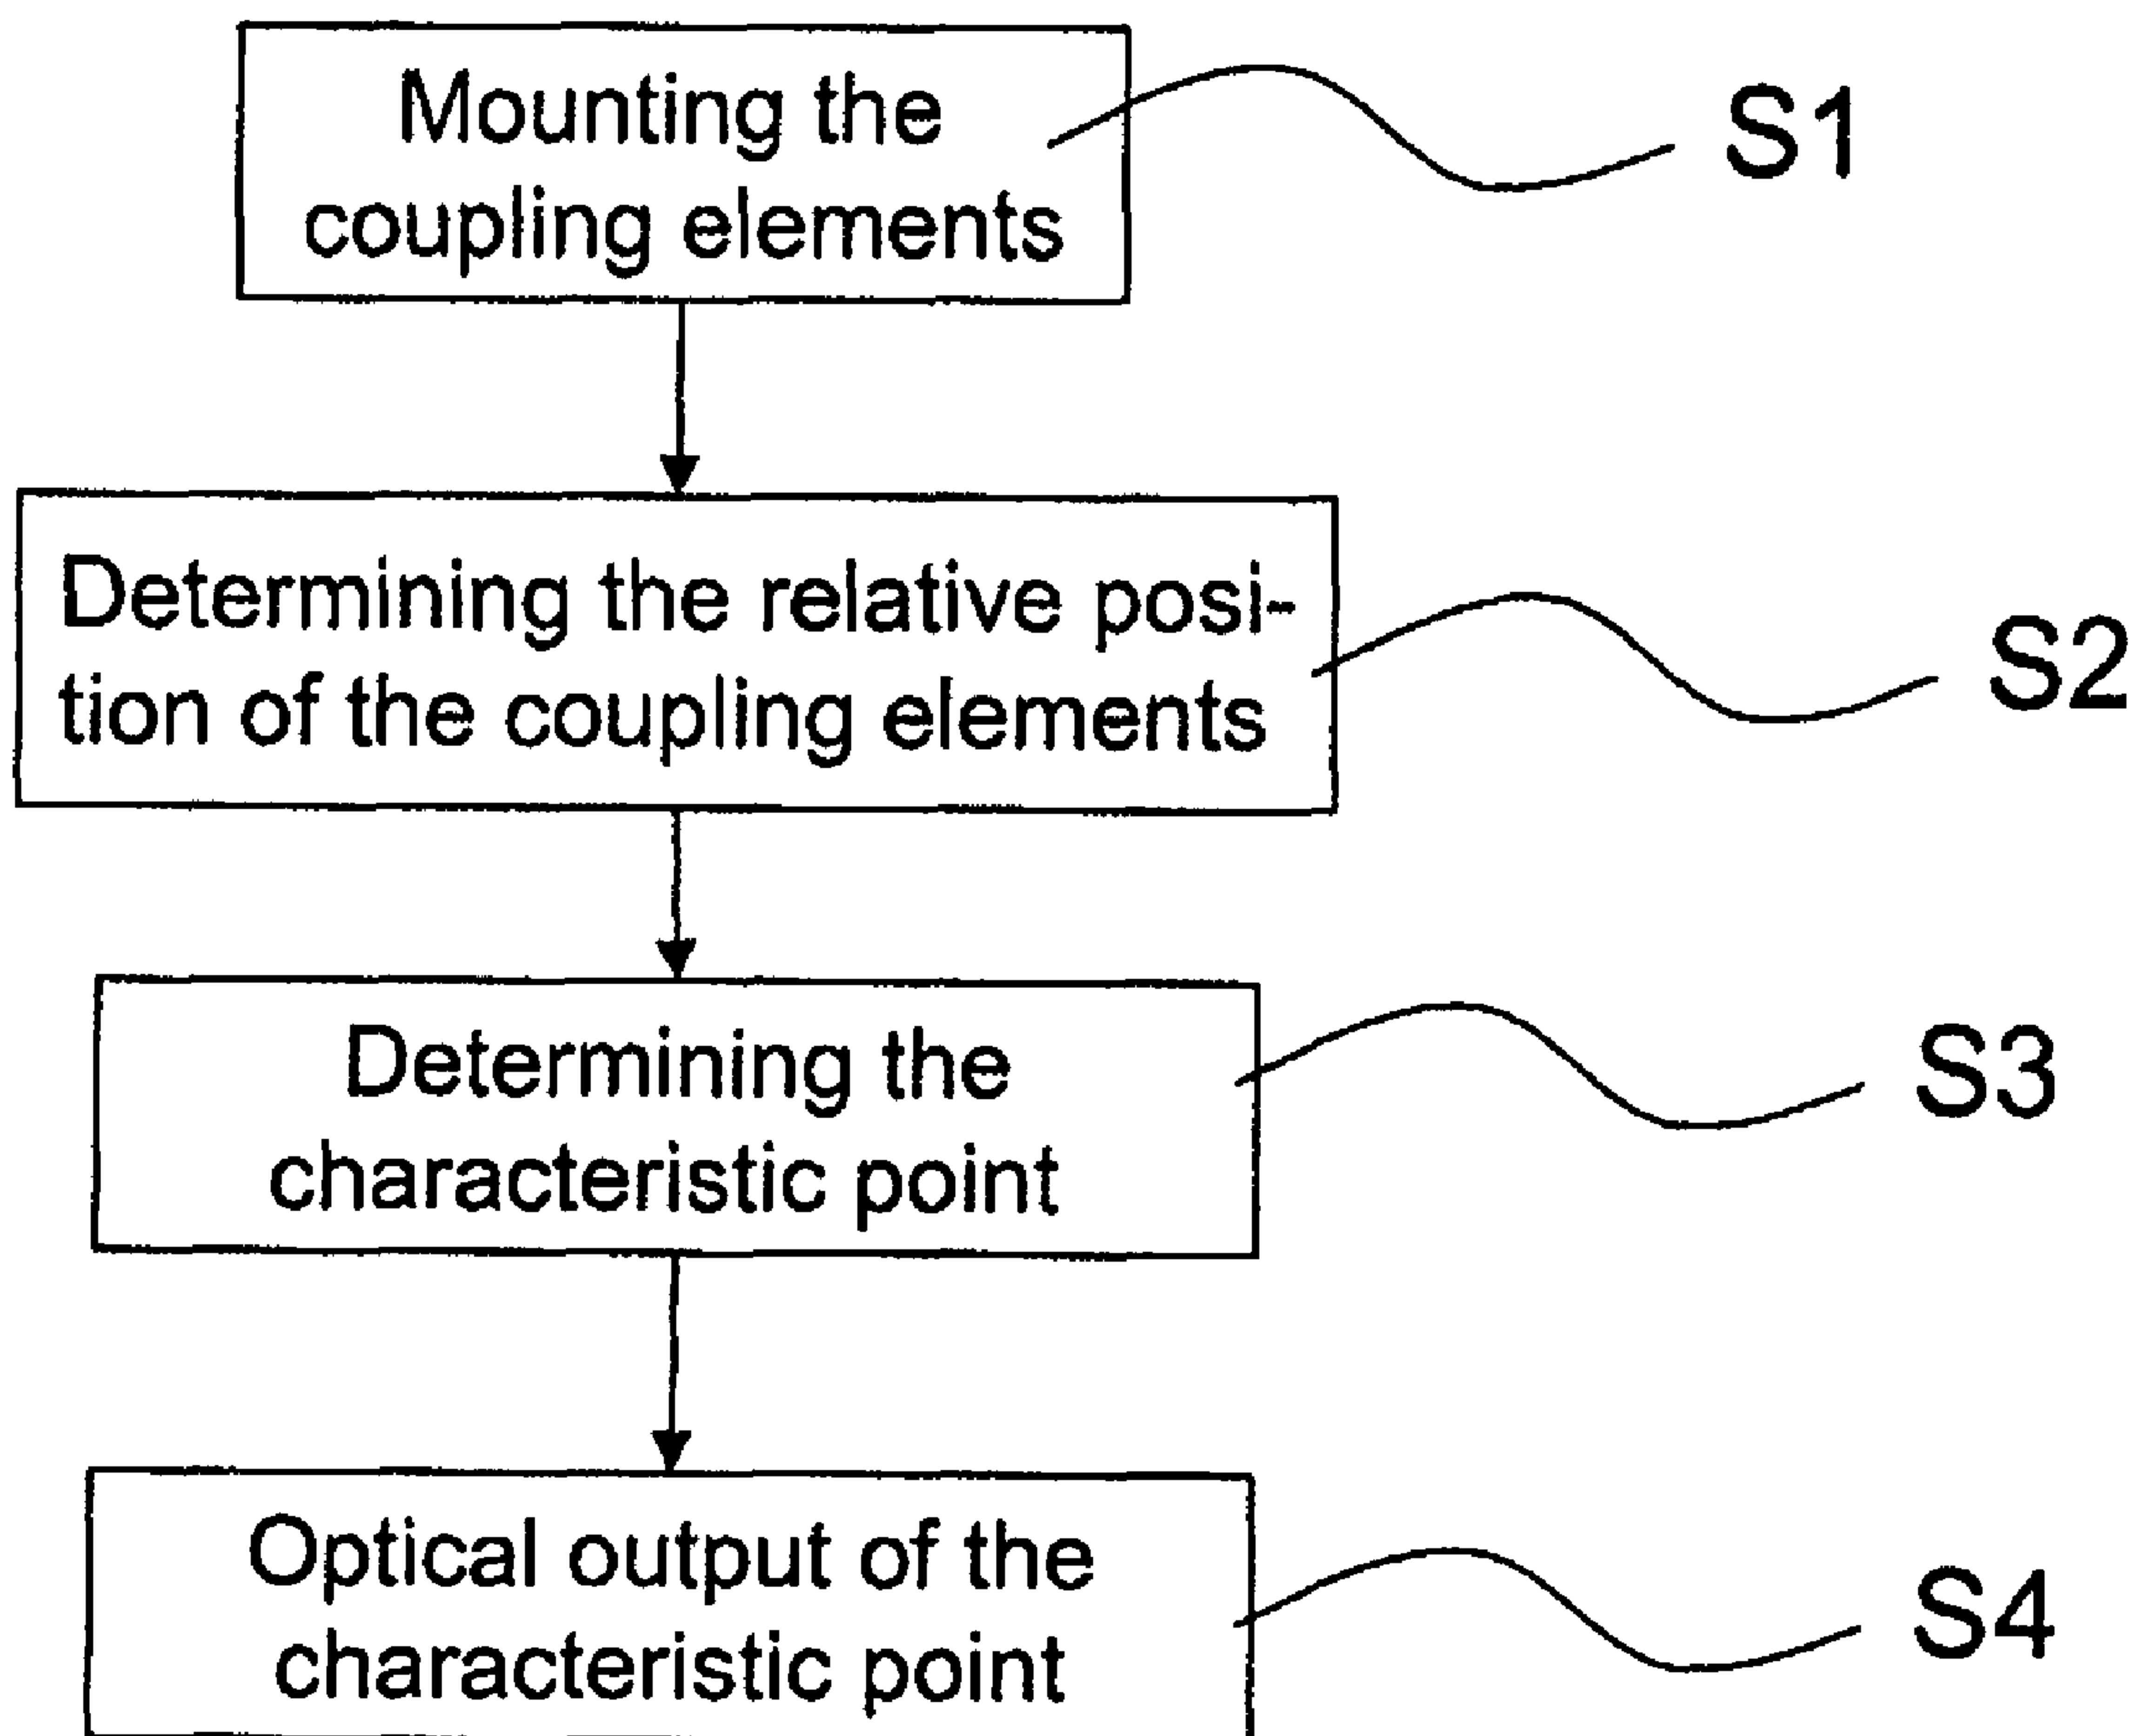 Mounting the
coupling elements
S1
Determining the relative posi-
tion of the coupling elements
S2
Determining the
characteristic point
S3
Optical output of the
characteristic point
S4